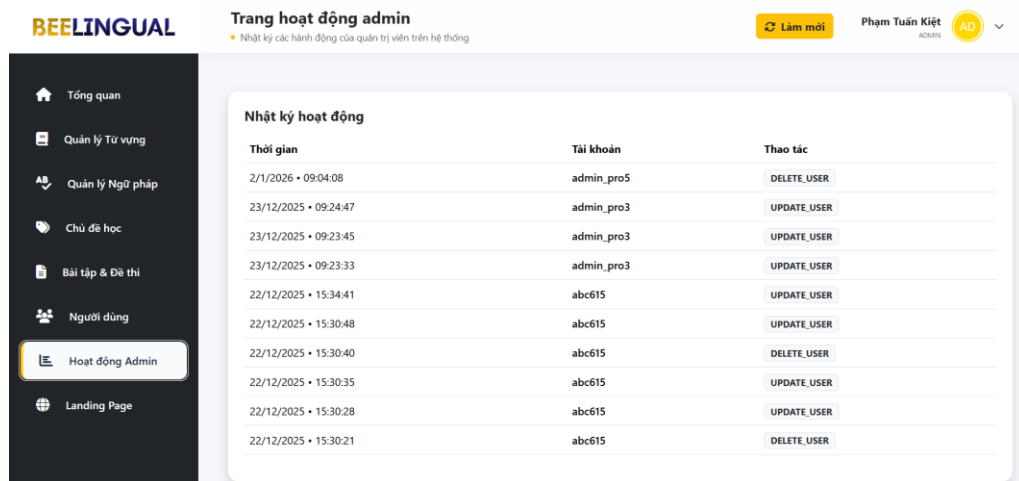 BEELINGUAL
Trang hoạt động admin
Nhật ký các hành động của quản trị viên trên hệ thống
Làm mới
Phạm Tuấn Kiệt
ADMIN
AD
Tổng quan
Quản lý Từ vựng
Quản lý Ngữ pháp
Chủ đề học
Bài tập & Đề thi
Người dùng
Hoạt động Admin
Landing Page
Nhật ký hoạt động
Thời gian Tài khoản Thao tác
2/1/2026 • 09:04:08 admin_pro5 DELETE_USER
23/12/2025 • 09:24:47 admin_pro3 UPDATE_USER
23/12/2025 • 09:23:45 admin_pro3 UPDATE_USER
23/12/2025 • 09:23:33 admin_pro3 UPDATE_USER
22/12/2025 • 15:34:41 abc615 UPDATE_USER
22/12/2025 • 15:30:48 abc615 UPDATE_USER
22/12/2025 • 15:30:40 abc615 DELETE_USER
22/12/2025 • 15:30:35 abc615 UPDATE_USER
22/12/2025 • 15:30:28 abc615 UPDATE_USER
22/12/2025 • 15:30:21 abc615 DELETE_USER